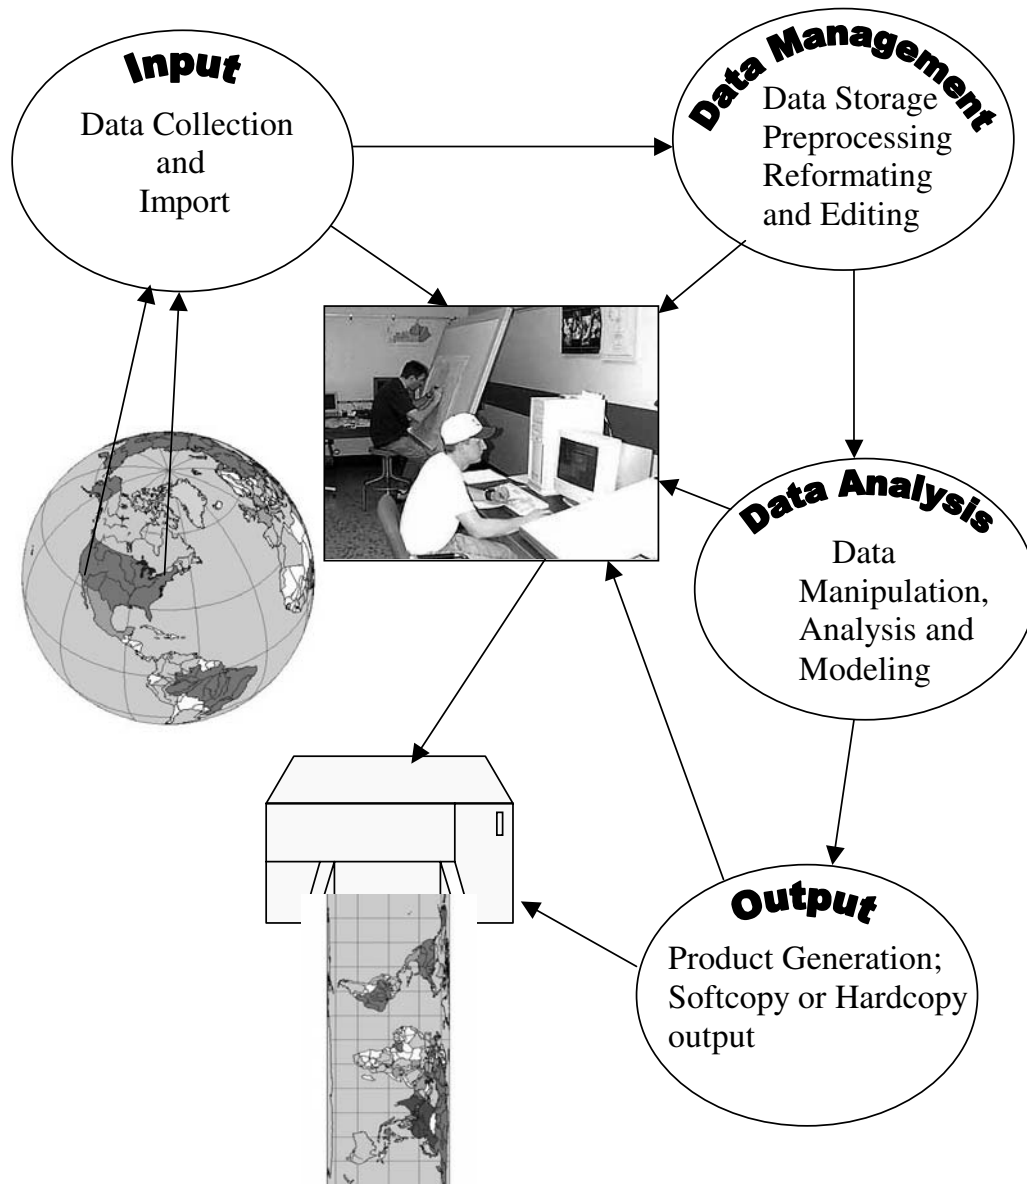 Input
Data Collection
and
Import
Data Management
Data Storage
Preprocessing
Reformating
and Editing
Data Analysis
Data
Manipulation,
Analysis and
Modeling
Output
Product Generation;
Softcopy or Hardcopy
output